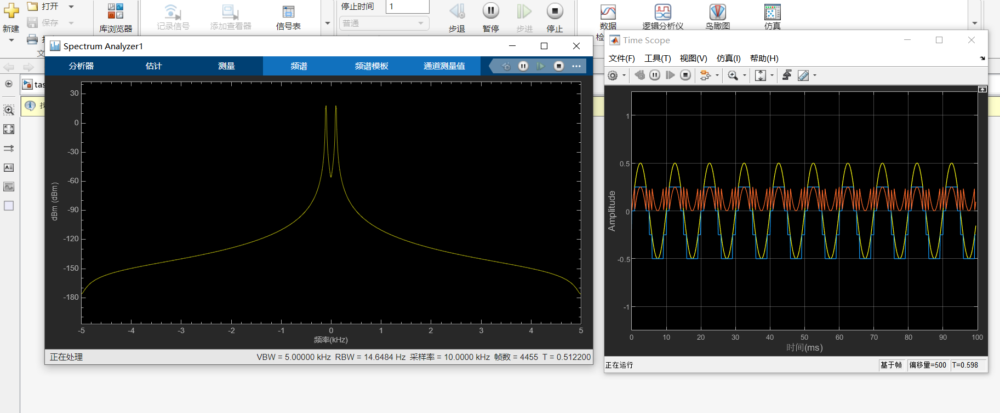 打开
停止时间 1
新建
保存
库浏览器
记录信号
添加查看器
信号表
普通
步退
暂停
步进
停止
数据
逻辑分析仪
鸟瞰图
仿真
检
文
tas
找
Spectrum Analyzer1
分析器 估计 测量 频谱 频谱模板 通道测量值
30
0
-30
-60
-90
-120
-150
-180
dBm (dBm)
-5 -4 -3 -2 -1 0 1 2 3 4 5
频率(kHz)
正在处理 VBW = 5.00000 kHz RBW = 14.6484 Hz 采样率 = 10.0000 kHz 帧数 = 4455 T = 0.512200
Time Scope
文件(F) 工具(T) 视图(V) 仿真(I) 帮助(H)
1
0.5
0
-0.5
-1
Amplitude
0 10 20 30 40 50 60 70 80 90 100
时间(ms)
正在运行 基于帧 偏移量=500 T=0.598